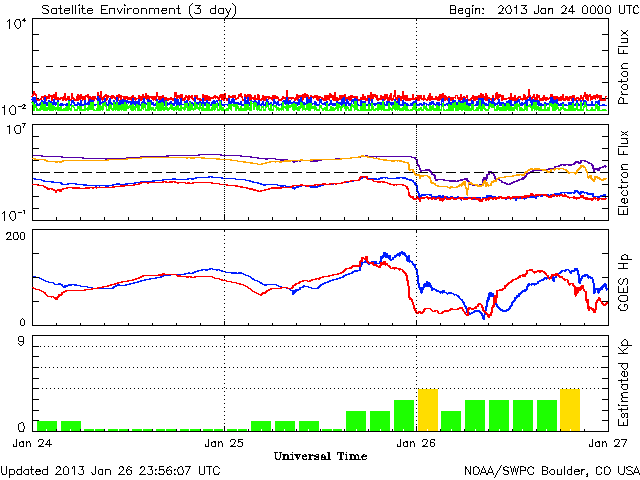 Satellite Environment (3 day) Begin: 2013 Jan 24 0000 UTC
10⁴
10⁻²
Proton Flux
10⁷
10⁻¹
Electron Flux
200
0
GOES Hp
9
0
Estimated Kp
Jan 24 Jan 25 Jan 26 Jan 27
Universal Time
Updated 2013 Jan 26 23:56:07 UTC NOAA/SWPC Boulder, CO USA